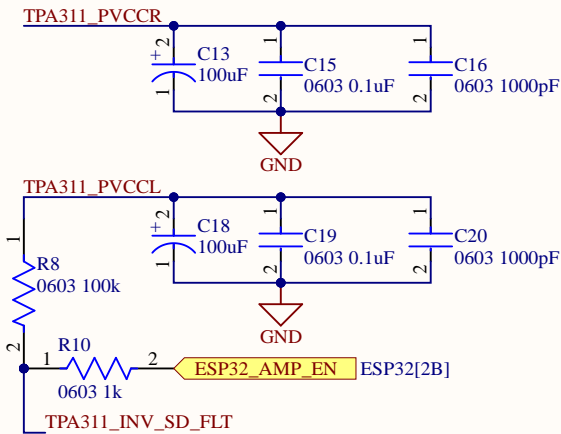 TPA311_PVCCR
+
2
C13
100uF
1
1
C15
0603 0.1uF
2
1
C16
0603 1000pF
2
GND
TPA311_PVCCL
+
2
C18
100uF
1
1
C19
0603 0.1uF
2
1
C20
0603 1000pF
2
GND
1
R8
0603 100k
2
R10
1
2
0603 1k
ESP32_AMP_EN
ESP32[2B]
TPA311_INV_SD_FLT